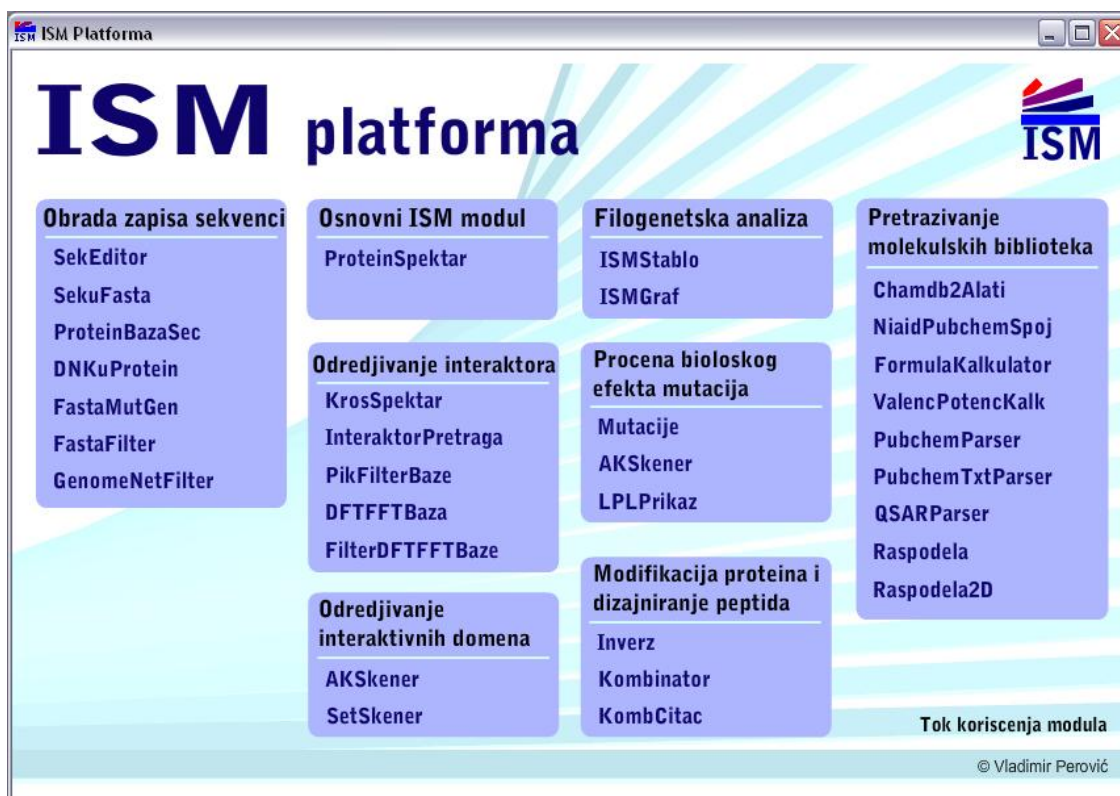 ISM Platforma
ISM platforma
ISM
Obrada zapisa sekvenci
SekEditor
SekuFasta
ProteinBazaSec
DNKuProtein
FastaMutGen
FastaFilter
GenomeNetFilter
Osnovni ISM modul
ProteinSpektar
Odredjivanje interaktora
KrosSpektar
InteraktorPretraga
PikFilterBaze
DFTFFTBaza
FilterDFTFFTBaze
Odredjivanje
interaktivnih domena
AKSkener
SetSkener
Filogenetska analiza
ISMStablo
ISMGraf
Procena bioloskog
efekta mutacija
Mutacije
AKSkener
LPLPrikaz
Modifikacija proteina i
dizajniranje peptida
Inverz
Kombinator
KombCitac
Pretrazivanje
molekulskih biblioteka
Chamdb2Alati
NiaidPubchemSpoj
FormulaKalkulator
ValencPotencKalk
PubchemParser
PubchemTxtParser
QSARParser
Raspodela
Raspodela2D
Tok koriscenja modula
© Vladimir Perović